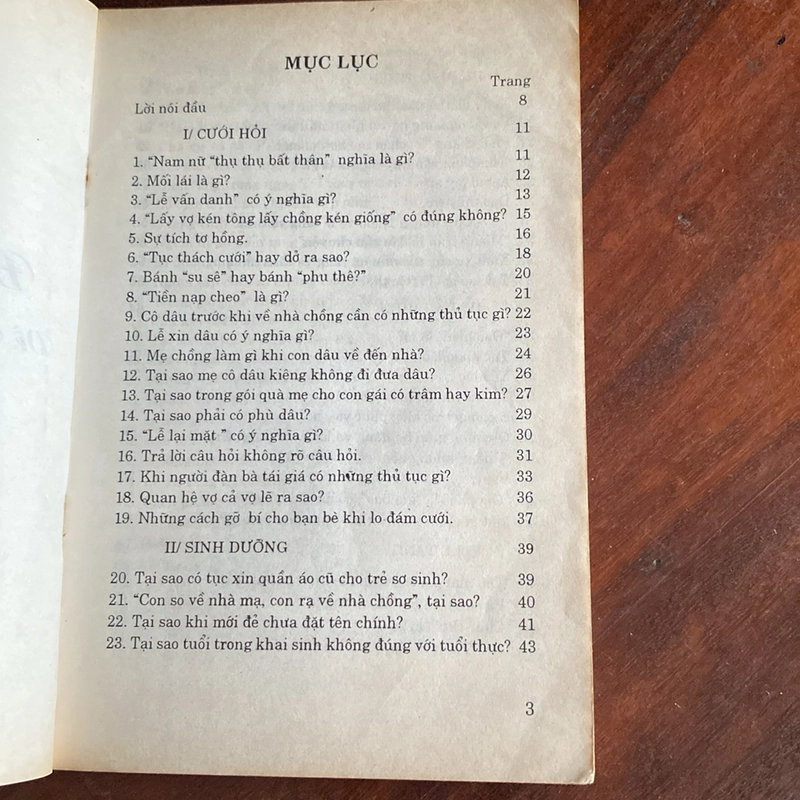 MỤC LỤC
Trang
Lời nói đầu 8
I/ CƯỚI HỎI 11
1. “Nam nữ “thụ thụ bất thân” nghĩa là gì? 11
2. Mối lái là gì? 12
3. “Lễ vấn danh” có ý nghĩa gì? 13
4. “Lấy vợ kén tông lấy chồng kén giống” có đúng không? 15
5. Sự tích tơ hồng. 16
6. “Tục thách cưới” hay dở ra sao? 18
7. Bánh “su sê” hay bánh “phu thê?” 20
8. “Tiền nạp cheo” là gì? 21
9. Cô dâu trước khi về nhà chồng cần có những thủ tục gì? 22
10. Lễ xin dâu có ý nghĩa gì? 23
11. Mẹ chồng làm gì khi con dâu về đến nhà? 24
12. Tại sao mẹ cô dâu kiêng không đi đưa dâu? 26
13. Tại sao trong gói quà mẹ cho con gái có trâm hay kim? 27
14. Tại sao phải có phù dâu? 29
15. “Lễ lại mặt ” có ý nghĩa gì? 30
16. Trả lời câu hỏi không rõ câu hỏi. 31
17. Khi người đàn bà tái giá có những thủ tục gì? 33
18. Quan hệ vợ cả vợ lẽ ra sao? 36
19. Những cách gỡ bí cho bạn bè khi lo đám cưới. 37
II/ SINH DƯỠNG 39
20. Tại sao có tục xin quần áo cũ cho trẻ sơ sinh? 39
21. “Con so về nhà mạ, con rạ về nhà chồng”, tại sao? 40
22. Tại sao khi mới đẻ chưa đặt tên chính? 41
23. Tại sao tuổi trong khai sinh không đúng với tuổi thực? 43
3